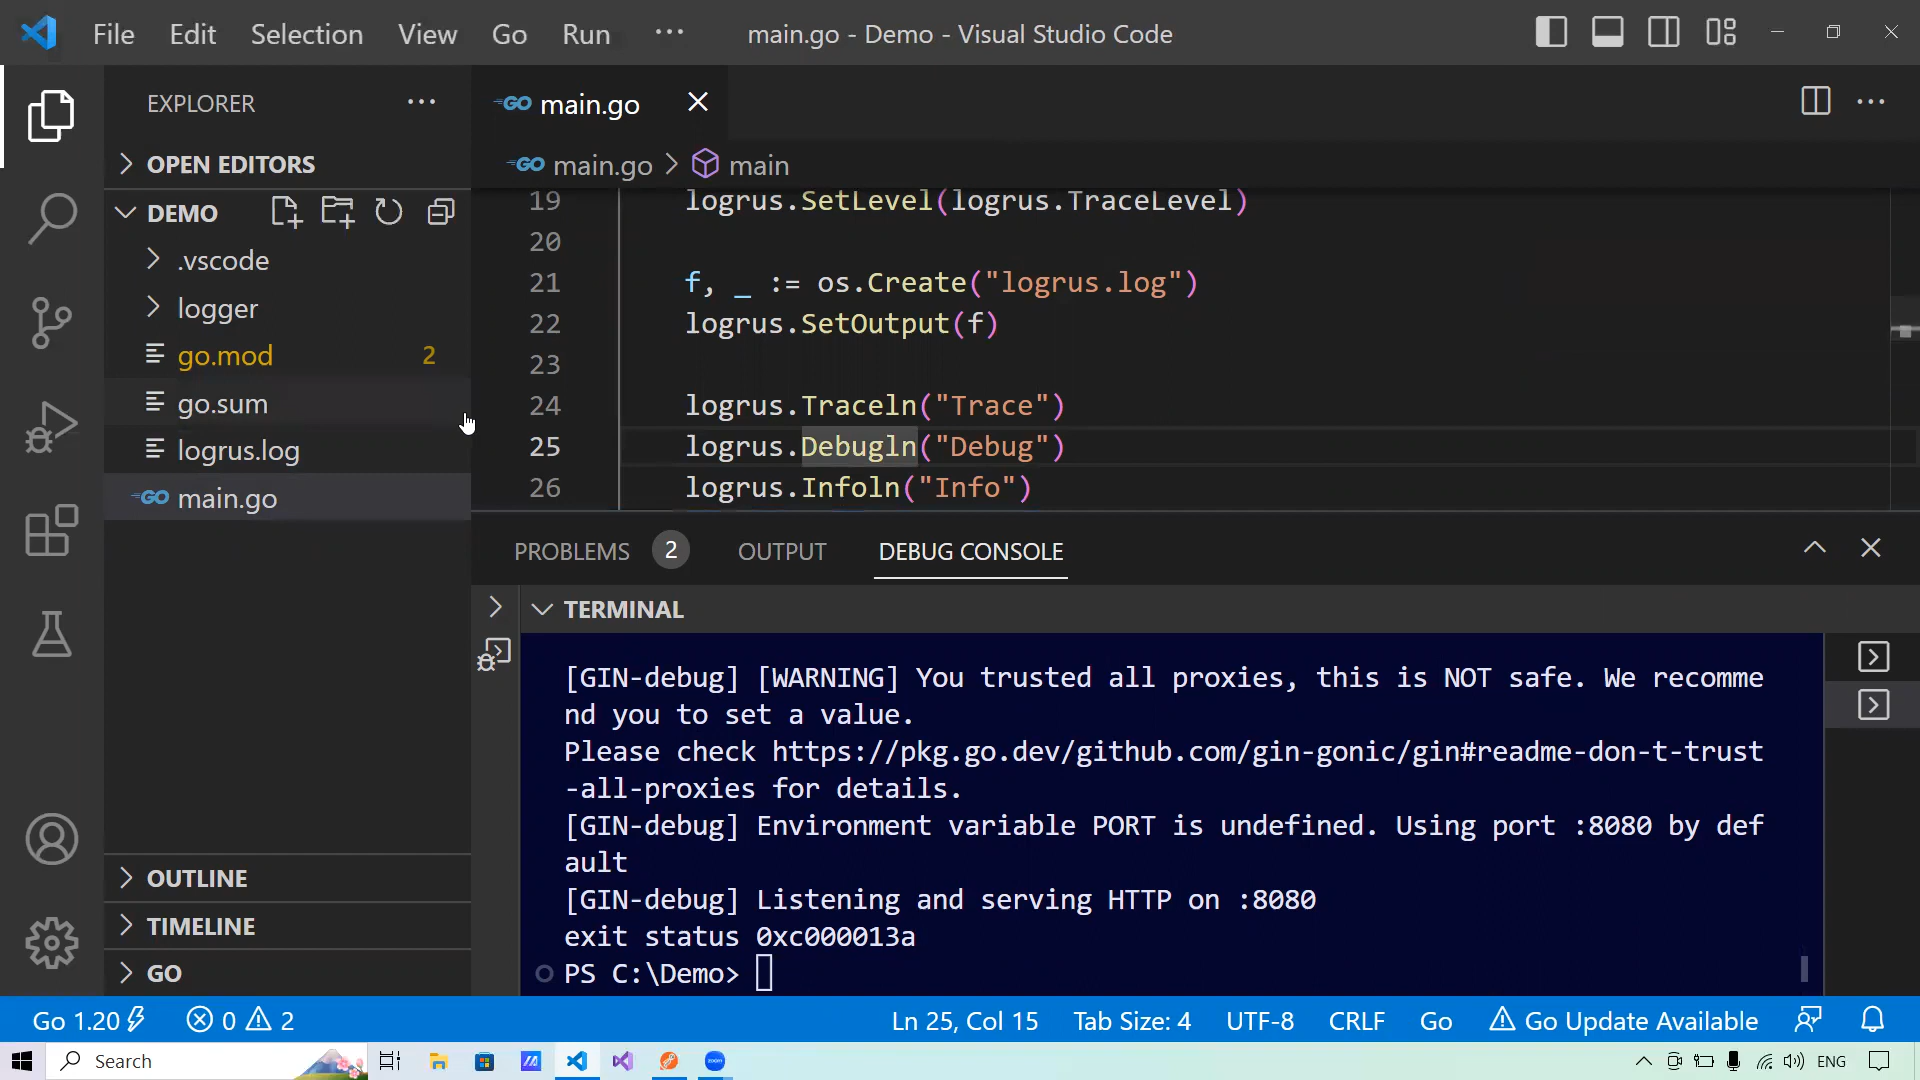 File Edit Selection View Go Run ··· main.go - Demo - Visual Studio Code
EXPLORER ···
OPEN EDITORS
DEMO
.vscode
logger
go.mod 2
go.sum
logrus.log
GO main.go
OUTLINE
TIMELINE
GO
GO main.go
GO main.go > main
19 logrus.SetLevel(logrus.TraceLevel)
20
21 f, _ := os.Create("logrus.log")
22 logrus.SetOutput(f)
23
24 logrus.Traceln("Trace")
25 logrus.Debugln("Debug")
26 logrus.Infoln("Info")
PROBLEMS 2 OUTPUT DEBUG CONSOLE
TERMINAL
[GIN-debug] [WARNING] You trusted all proxies, this is NOT safe. We recomme
nd you to set a value.
Please check https://pkg.go.dev/github.com/gin-gonic/gin#readme-don-t-trust
-all-proxies for details.
[GIN-debug] Environment variable PORT is undefined. Using port :8080 by def
ault
[GIN-debug] Listening and serving HTTP on :8080
exit status 0xc000013a
PS C:\Demo>
Go 1.20 0 2 Ln 25, Col 15 Tab Size: 4 UTF-8 CRLF Go Go Update Available
Search zoom ENG